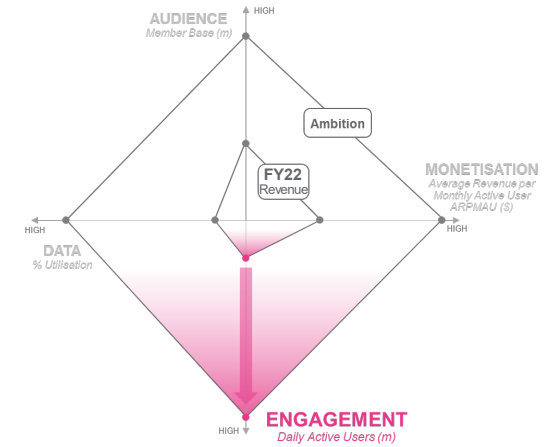 HIGH
AUDIENCE
Member Base (m)
Ambition
FY22
Revenue
MONETISATION
Average Revenue per
Monthly Active User
ARPMAU ($)
HIGH
HIGH
DATA
% Utilisation
ENGAGEMENT
Daily Active Users (m)
HIGH